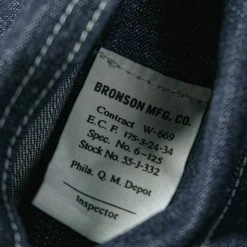 BRONSON MFG. CO.
Contract W-669
E. C. F. 175-3-24-34
Spec. No. 6-125
Stock No. 55-J-332
Phila. Q. M. Depot
Inspector